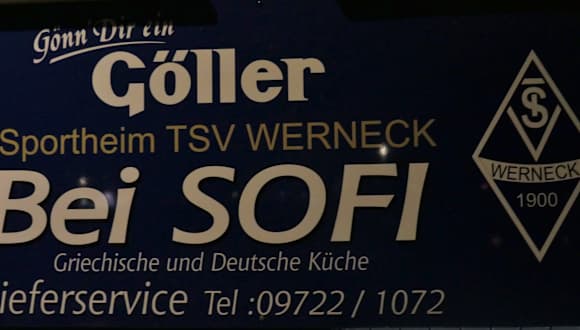 Gönn Dir ein
Göller
Sportheim TSV WERNECK
Bei SOFI
Griechische und Deutsche Küche
ieferservice Tel :09722 / 1072
TSV
WERNECK
1900